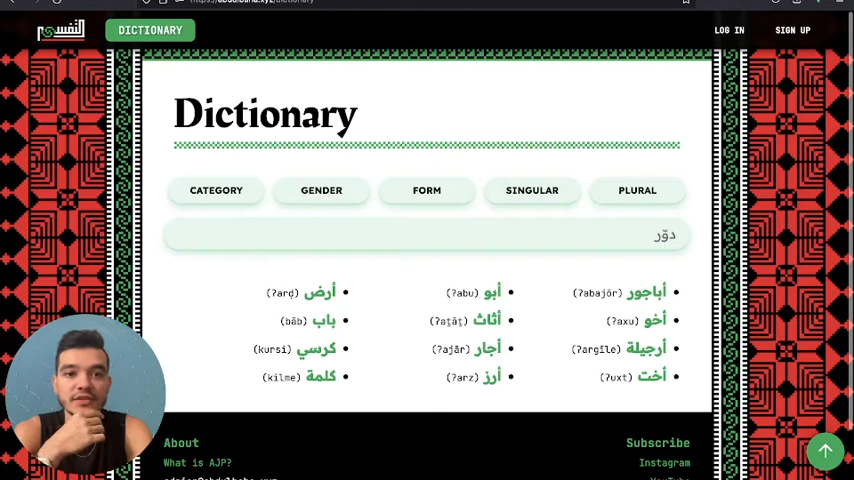 DICTIONARY
LOG IN
SIGN UP
Dictionary
CATEGORY
GENDER
FORM
SINGULAR
PLURAL
دوّر
أباجور (ʔabajōr)
أبو (ʔabu)
أرض (ʔarḍ)
أخو (ʔaxu)
أثاث (ʔaṯāṯ)
باب (bāb)
أرجيلة (ʔargīle)
أجار (ʔajār)
كرسي (kursi)
أخت (ʔuxt)
أرز (ʔarz)
كلمة (kilme)
About
Subscribe
What is AJP?
Instagram